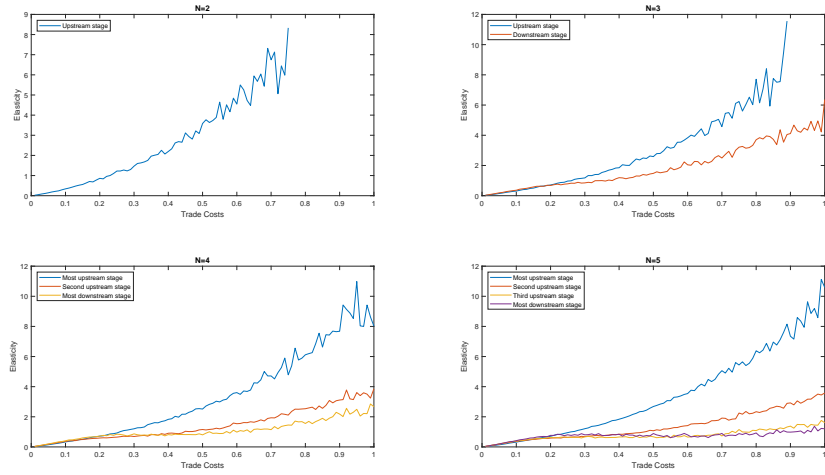 N=2
Upstream stage
Elasticity
9
8
7
6
5
4
3
2
1
0
0 0.1 0.2 0.3 0.4 0.5 0.6 0.7 0.8 0.9 1
Trade Costs
N=3
Upstream stage
Downstream stage
Elasticity
12
10
8
6
4
2
0
0 0.1 0.2 0.3 0.4 0.5 0.6 0.7 0.8 0.9 1
Trade Costs
N=4
Most upstream stage
Second upstream stage
Most downstream stage
Elasticity
12
10
8
6
4
2
0
0 0.1 0.2 0.3 0.4 0.5 0.6 0.7 0.8 0.9 1
Trade Costs
N=5
Most upstream stage
Second upstream stage
Third upstream stage
Most downstream stage
Elasticity
12
10
8
6
4
2
0
0 0.1 0.2 0.3 0.4 0.5 0.6 0.7 0.8 0.9 1
Trade Costs